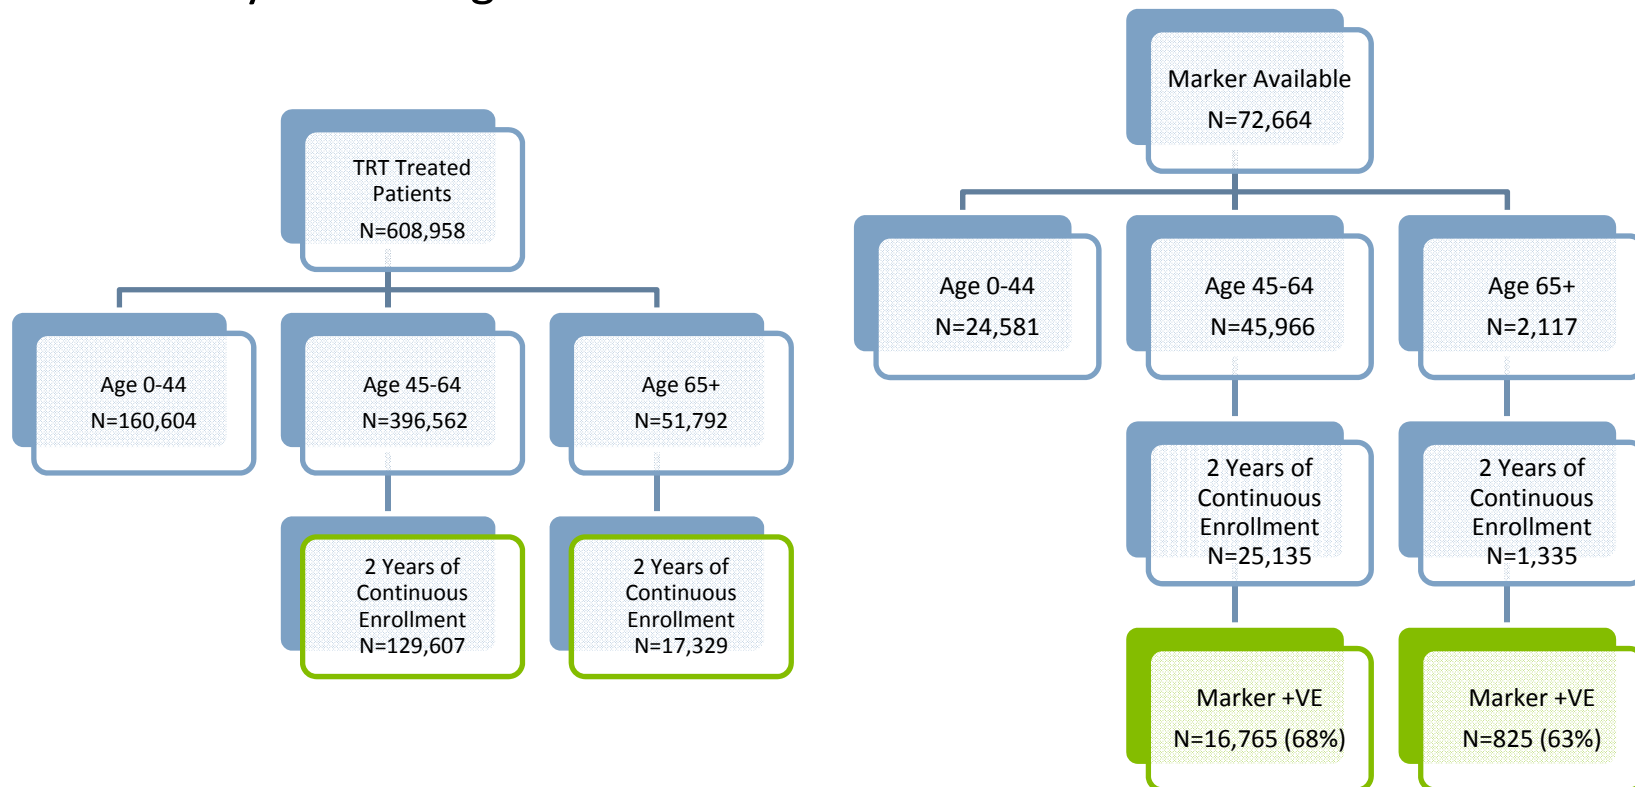 TRT Treated
Patients
N=608,958
Age 0-44
N=160,604
Age 45-64
N=396,562
Age 65+
N=51,792
2 Years of
Continuous
Enrollment
N=129,607
2 Years of
Continuous
Enrollment
N=17,329
Marker Available
N=72,664
Age 0-44
N=24,581
Age 45-64
N=45,966
Age 65+
N=2,117
2 Years of
Continuous
Enrollment
N=25,135
2 Years of
Continuous
Enrollment
N=1,335
Marker +VE
N=16,765 (68%)
Marker +VE
N=825 (63%)